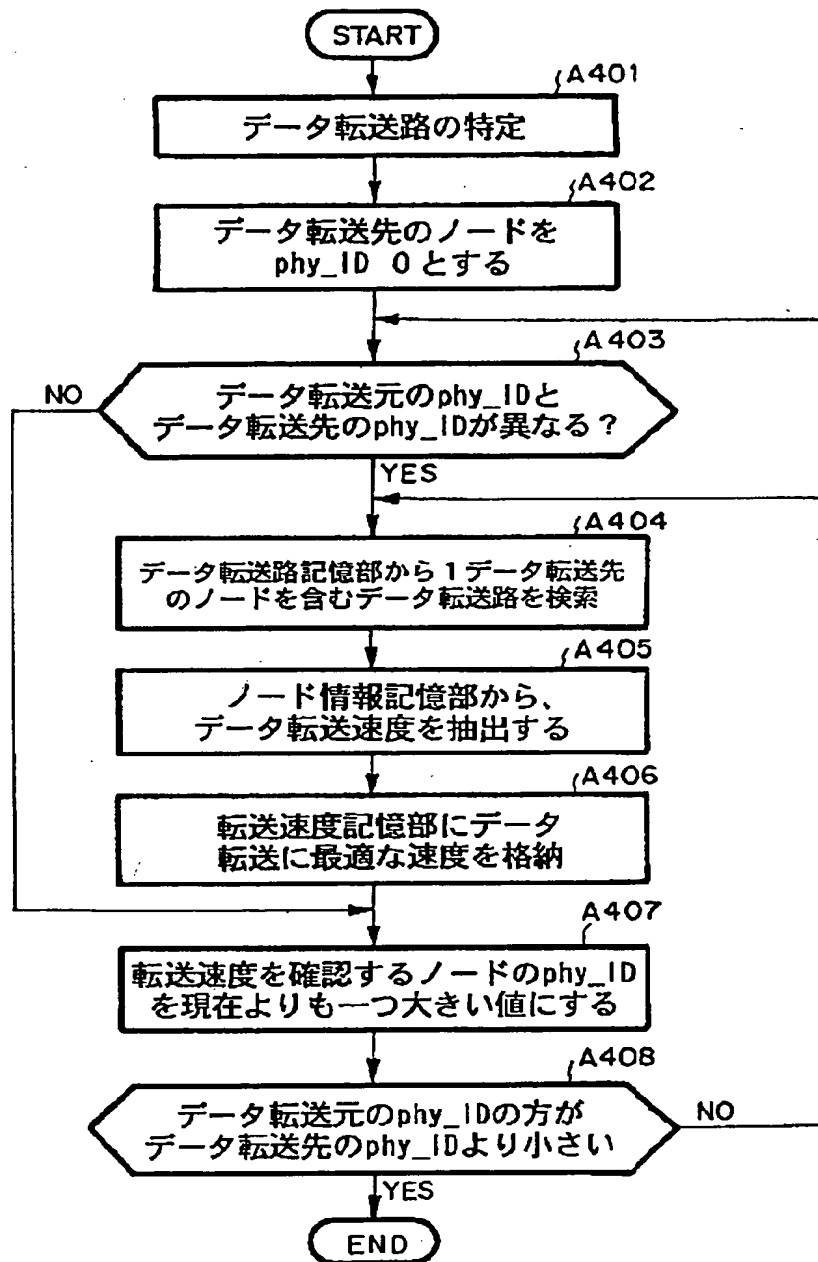 START
A401
データ転送路の特定
A402
データ転送先のノードを
phy_ID 0とする
A403
NO
データ転送元のphy_IDと
データ転送先のphy_IDが異なる?
YES
A404
データ転送路記憶部から1データ転送先
のノードを含むデータ転送路を検索
A405
ノード情報記憶部から、
データ転送速度を抽出する
A406
転送速度記憶部にデータ
転送に最適な速度を格納
A407
転送速度を確認するノードのphy_ID
を現在よりも一つ大きい値にする
A408
データ転送元のphy_IDの方が
データ転送先のphy_IDより小さい
NO
YES
END